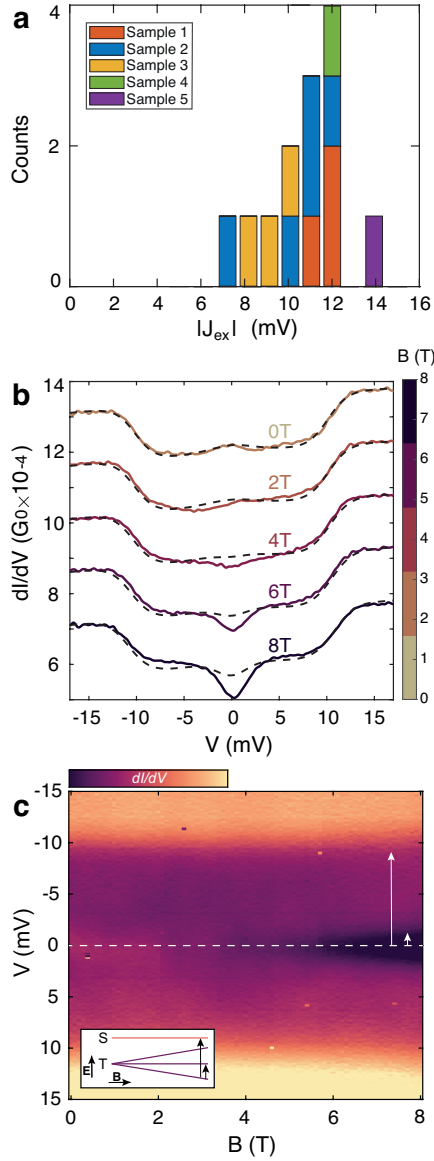 a
Sample 1
Sample 2
Sample 3
Sample 4
Sample 5
Counts
4
2
0
0 2 4 6 8 10 12 14 16
|J_ex| (mV)
b
B (T)
14
12
10
8
6
dI/dV (G₀×10-4)
0T
2T
4T
6T
8T
8
7
6
5
4
3
2
1
0
-15 -10 -5 0 5 10 15
V (mV)
dI/dV
c
-15
-10
-5
0
5
10
15
V (mV)
S
T
E
B
0 2 4 6 8
B (T)